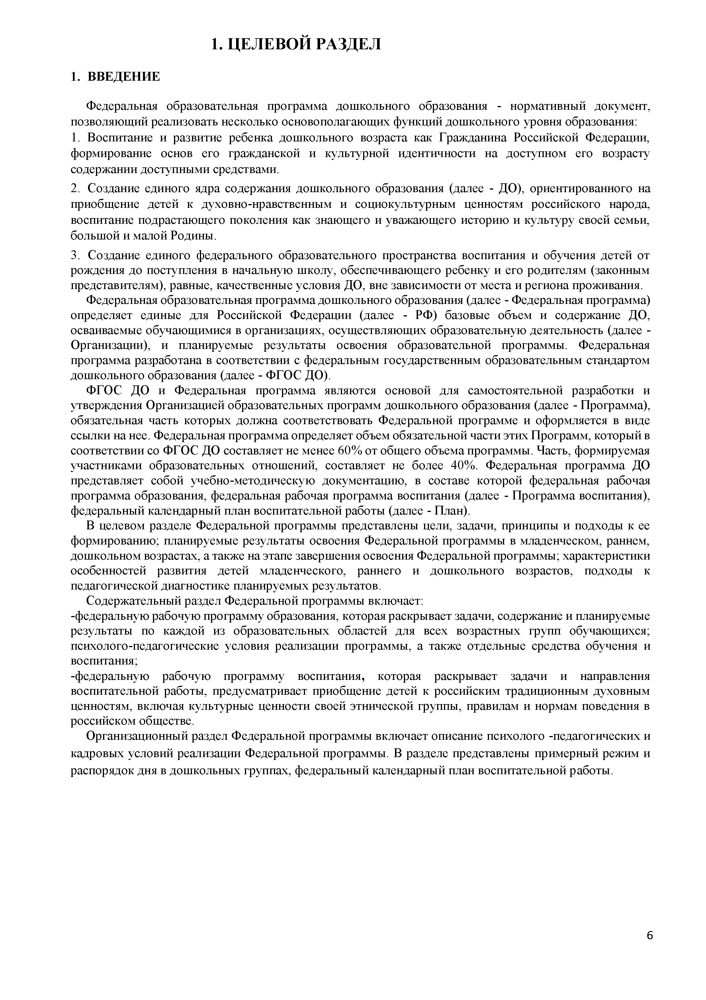 1. ЦЕЛЕВОЙ РАЗДЕЛ
1. ВВЕДЕНИЕ
Федеральная образовательная программа дошкольного образования - нормативный документ,
позволяющий реализовать несколько основополагающих функций дошкольного уровня образования:
1. Воспитание и развитие ребенка дошкольного возраста как Гражданина Российской Федерации,
формирование основ его гражданской и культурной идентичности на доступном его возрасту
содержании доступными средствами.
2. Создание единого ядра содержания дошкольного образования (далее - ДО), ориентированного на
приобщение детей к духовно-нравственным и социокультурным ценностям российского народа,
воспитание подрастающего поколения как знающего и уважающего историю и культуру своей семьи,
большой и малой Родины.
3. Создание единого федерального образовательного пространства воспитания и обучения детей от
рождения до поступления в начальную школу, обеспечивающего ребенку и его родителям (законным
представителям), равные, качественные условия ДО, вне зависимости от места и региона проживания.
Федеральная образовательная программа дошкольного образования (далее - Федеральная программа)
определяет единые для Российской Федерации (далее - РФ) базовые объем и содержание ДО,
осваиваемые обучающимися в организациях, осуществляющих образовательную деятельность (далее -
Организации), и планируемые результаты освоения образовательной программы. Федеральная
программа разработана в соответствии с федеральным государственным образовательным стандартом
дошкольного образования (далее - ФГОС ДО).
ФГОС ДО и Федеральная программа являются основой для самостоятельной разработки и
утверждения Организацией образовательных программ дошкольного образования (далее - Программа),
обязательная часть которых должна соответствовать Федеральной программе и оформляется в виде
ссылки на нее. Федеральная программа определяет объем обязательной части этих Программ, который в
соответствии со ФГОС ДО составляет не менее 60% от общего объема программы. Часть, формируемая
участниками образовательных отношений, составляет не более 40%. Федеральная программа ДО
представляет собой учебно-методическую документацию, в составе которой федеральная рабочая
программа образования, федеральная рабочая программа воспитания (далее - Программа воспитания),
федеральный календарный план воспитательной работы (далее - План).
В целевом разделе Федеральной программы представлены цели, задачи, принципы и подходы к ее
формированию; планируемые результаты освоения Федеральной программы в младенческом, раннем,
дошкольном возрастах, а также на этапе завершения освоения Федеральной программы; характеристики
особенностей развития детей младенческого, раннего и дошкольного возрастов, подходы к
педагогической диагностике планируемых результатов.
Содержательный раздел Федеральной программы включает:
-федеральную рабочую программу образования, которая раскрывает задачи, содержание и планируемые
результаты по каждой из образовательных областей для всех возрастных групп обучающихся;
психолого-педагогические условия реализации программы, а также отдельные средства обучения и
воспитания;
-федеральную рабочую программу воспитания, которая раскрывает задачи и направления
воспитательной работы, предусматривает приобщение детей к российским традиционным духовным
ценностям, включая культурные ценности своей этнической группы, правилам и нормам поведения в
российском обществе.
Организационный раздел Федеральной программы включает описание психолого -педагогических и
кадровых условий реализации Федеральной программы. В разделе представлены примерный режим и
распорядок дня в дошкольных группах, федеральный календарный план воспитательной работы.
6